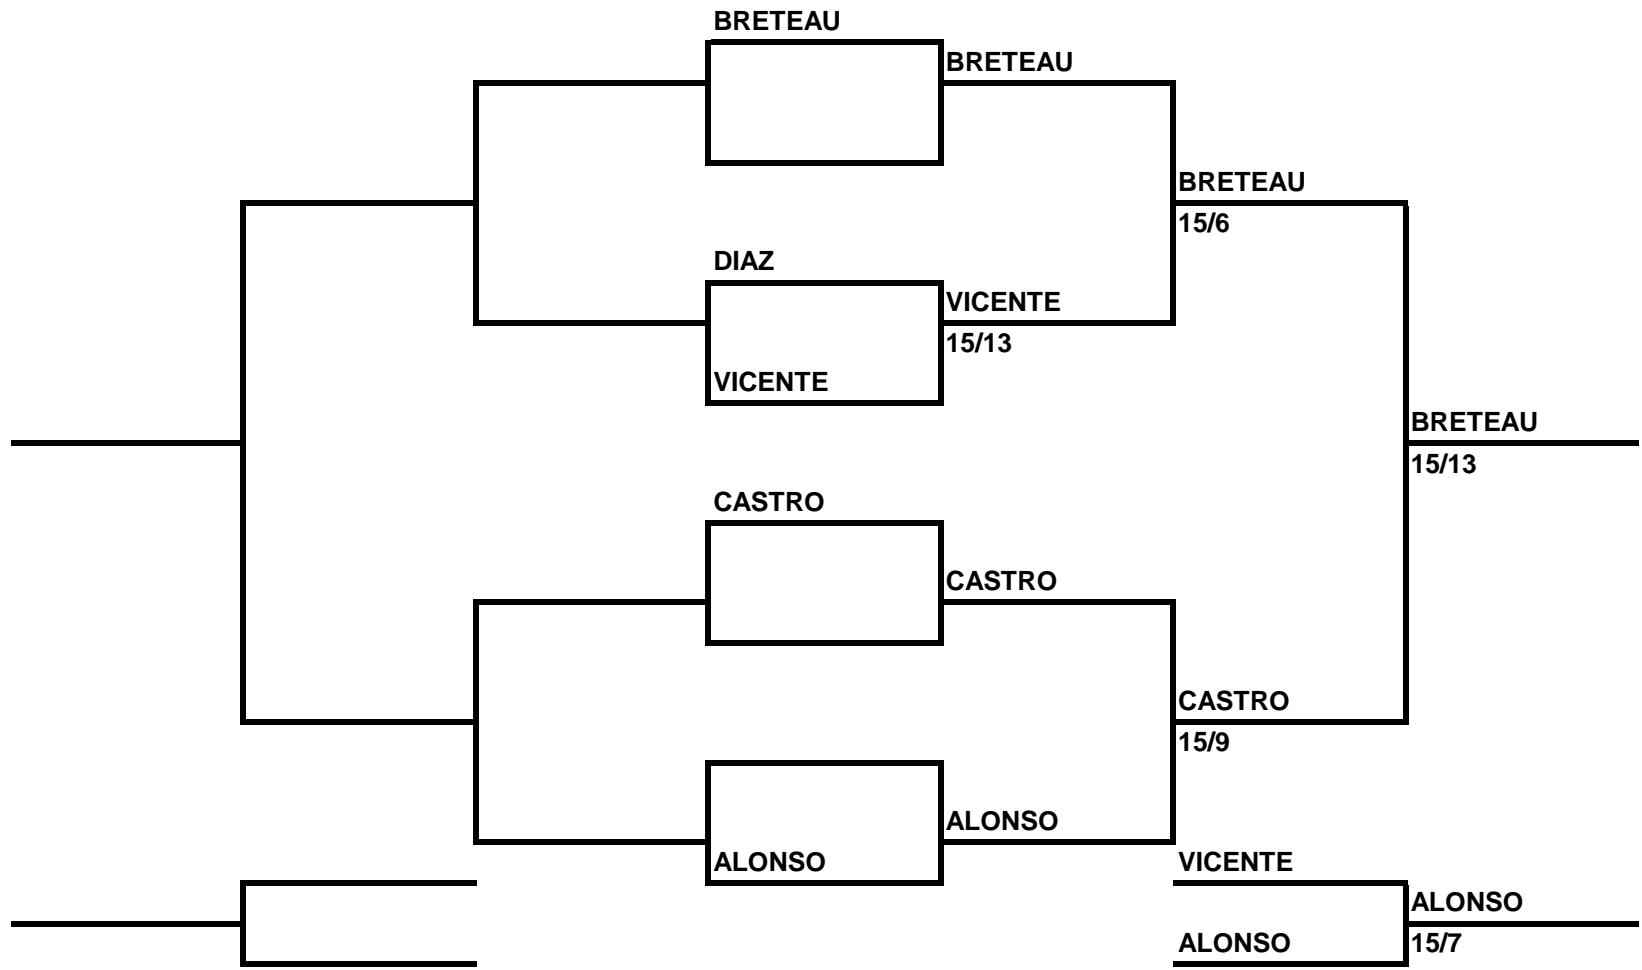 BRETEAU
BRETEAU
BRETEAU
15/6
DIAZ
VICENTE
15/13
VICENTE
BRETEAU
15/13
CASTRO
CASTRO
CASTRO
15/9
ALONSO
ALONSO
VICENTE
ALONSO
ALONSO
15/7